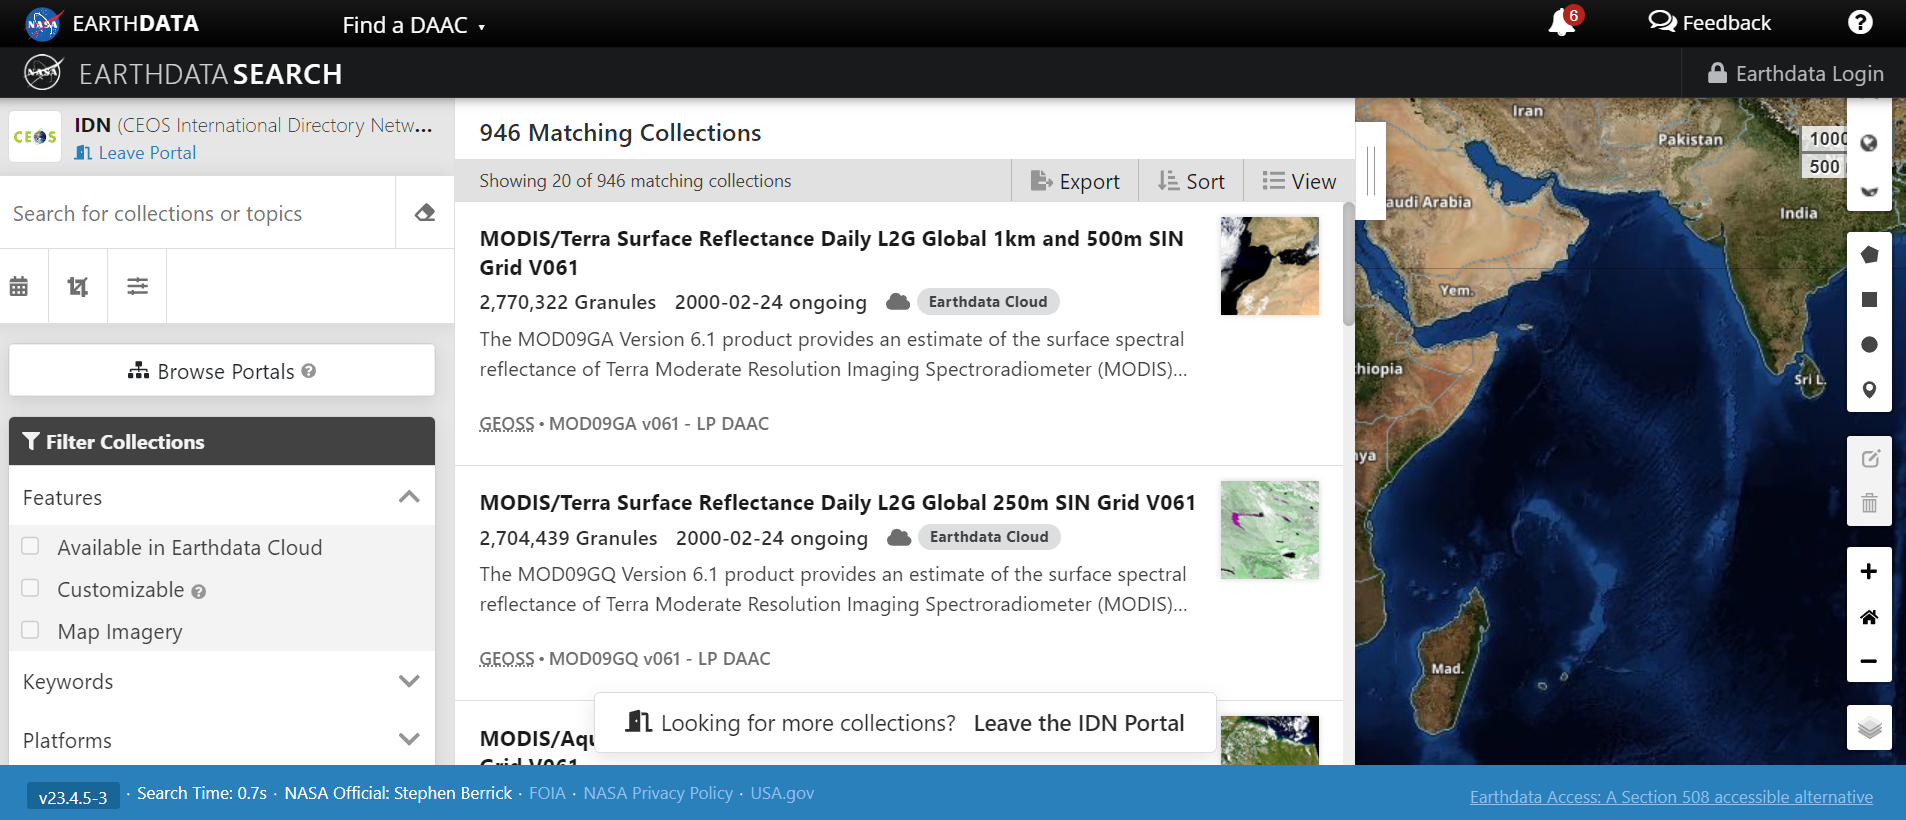 NASA EARTHDATA
Find a DAAC
6
Feedback
NASA EARTHDATA SEARCH
Earthdata Login
CEOS
IDN (CEOS International Directory Netw...
Leave Portal
Search for collections or topics
Browse Portals
Filter Collections
Features
Available in Earthdata Cloud
Customizable
Map Imagery
Keywords
Platforms
946 Matching Collections
Showing 20 of 946 matching collections
Export
Sort
View
MODIS/Terra Surface Reflectance Daily L2G Global 1km and 500m SIN
Grid V061
2,770,322 Granules 2000-02-24 ongoing Earthdata Cloud
The MOD09GA Version 6.1 product provides an estimate of the surface spectral
reflectance of Terra Moderate Resolution Imaging Spectroradiometer (MODIS)...
GEOSS • MOD09GA v061 - LP DAAC
MODIS/Terra Surface Reflectance Daily L2G Global 250m SIN Grid V061
2,704,439 Granules 2000-02-24 ongoing Earthdata Cloud
The MOD09GQ Version 6.1 product provides an estimate of the surface spectral
reflectance of Terra Moderate Resolution Imaging Spectroradiometer (MODIS)...
GEOSS • MOD09GQ v061 - LP DAAC
MODIS/Aqu
Grid V061
Looking for more collections? Leave the IDN Portal
Iran
Pakistan
1000
500
audi Arabia
India
Yem.
thiopia
Sri L.
nya
Mad.
v23.4.5-3 · Search Time: 0.7s · NASA Official: Stephen Berrick · FOIA · NASA Privacy Policy · USA.gov
Earthdata Access: A Section 508 accessible alternative